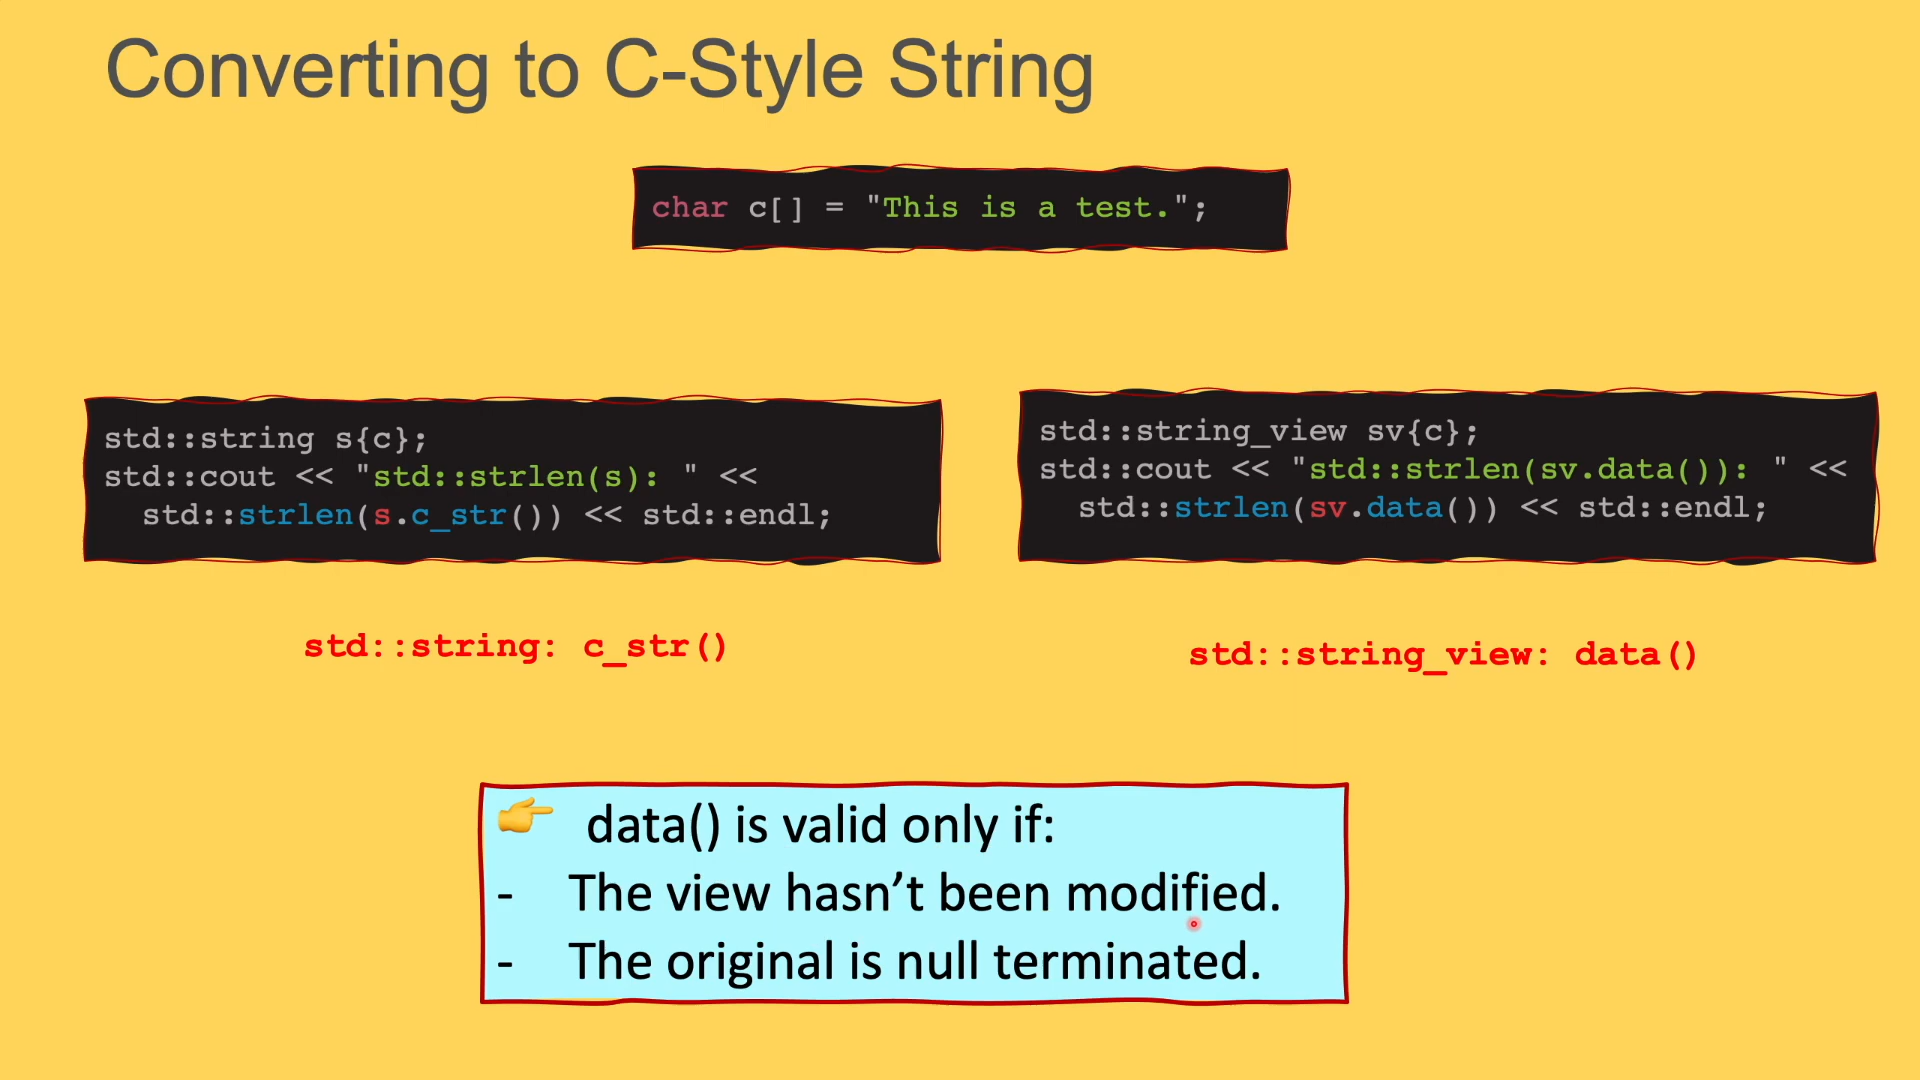 Converting to C-Style String
char c[] = "This is a test.";
std::string s{c};
std::cout << "std::strlen(s): " <<
std::strlen(s.c_str()) << std::endl;
std::string_view sv{c};
std::cout << "std::strlen(sv.data()): " <<
std::strlen(sv.data()) << std::endl;
std::string: c_str()
std::string_view: data()
👉 data() is valid only if:
- The view hasn’t been modified.
- The original is null terminated.